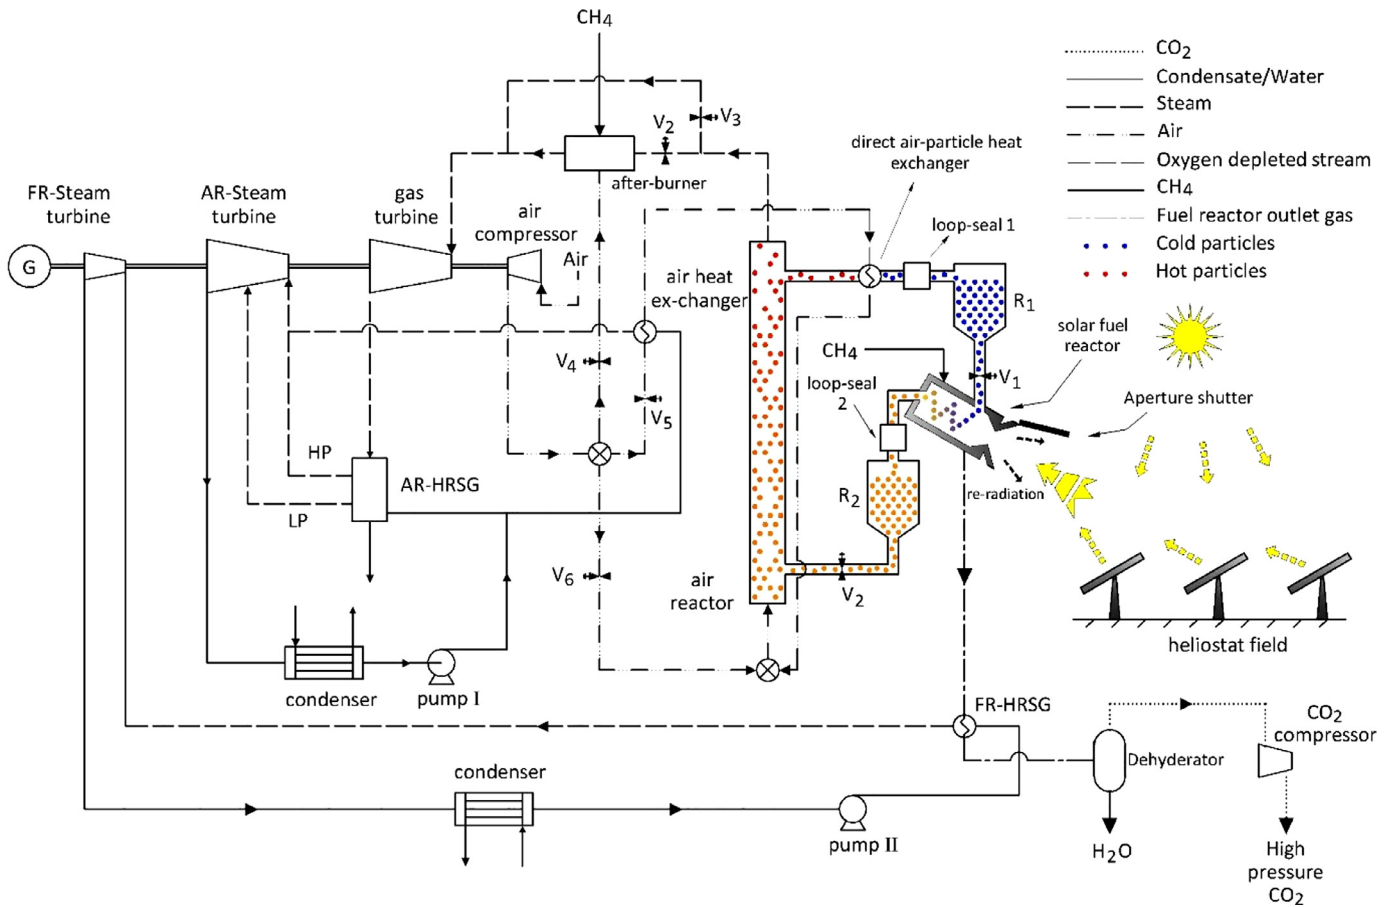 CH4
CO2
Condensate/Water
Steam
Air
Oxygen depleted stream
CH4
Fuel reactor outlet gas
Cold particles
Hot particles
V2
V3
direct air-particle heat
exchanger
after-burner
FR-Steam
turbine
AR-Steam
turbine
gas
turbine
air
compressor
Air
loop-seal 1
G
air heat
ex-changer
R1
solar fuel
reactor
V4
CH4
V1
loop-seal
2
Aperture shutter
V5
HP
AR-HRSG
LP
R2
re-radiation
V6
air
reactor
V2
heliostat field
condenser
pump I
FR-HRSG
CO2
compressor
Dehyderator
condenser
pump II
H2O
High
pressure
CO2